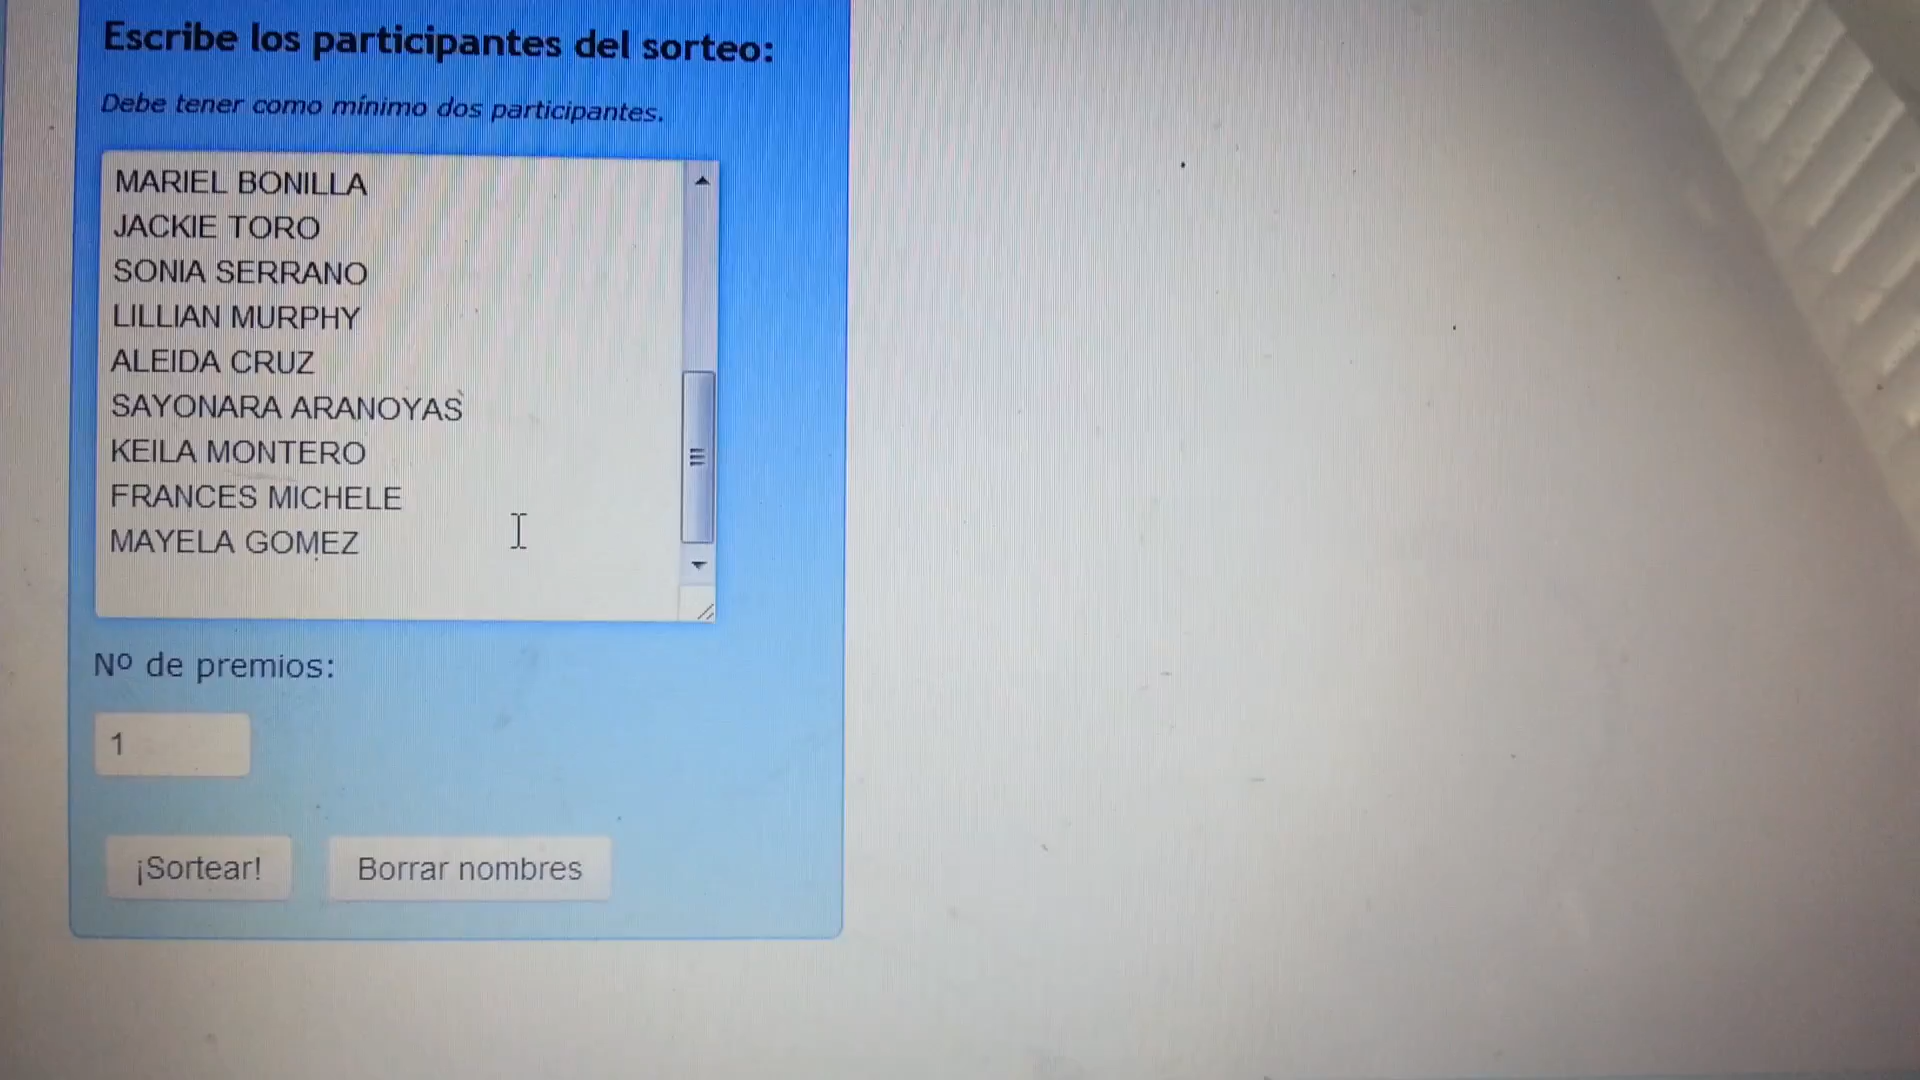 Escribe los participantes del sorteo:
Debe tener como mínimo dos participantes.
MARIEL BONILLA
JACKIE TORO
SONIA SERRANO
LILLIAN MURPHY
ALEIDA CRUZ
SAYONARA ARANOYAS
KEILA MONTERO
FRANCES MICHELE
MAYELA GOMEZ
Nº de premios:
1
¡Sortear!
Borrar nombres